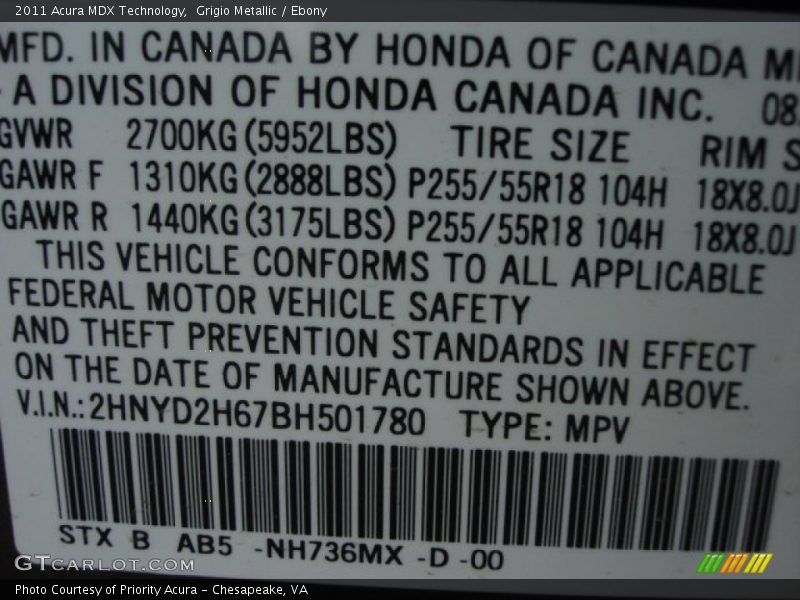 2011 Acura MDX Technology, Grigio Metallic / Ebony
MFD. IN CANADA BY HONDA OF CANADA
A DIVISION OF HONDA CANADA INC. 08
GVWR 2700KG (5952LBS) TIRE SIZE RIM S
GAWR F 1310KG (2888LBS) P255/55R18 104H 18X8.0J
GAWR R 1440KG (3175LBS) P255/55R18 104H 18X8.0J
THIS VEHICLE CONFORMS TO ALL APPLICABLE
FEDERAL MOTOR VEHICLE SAFETY
AND THEFT PREVENTION STANDARDS IN EFFECT
ON THE DATE OF MANUFACTURE SHOWN ABOVE.
V.I.N.: 2HNYD2H67BH501780 TYPE: MPV
STX B AB5 -NH736MX -D -00
GTCARLOT.COM
Photo Courtesy of Priority Acura - Chesapeake, VA